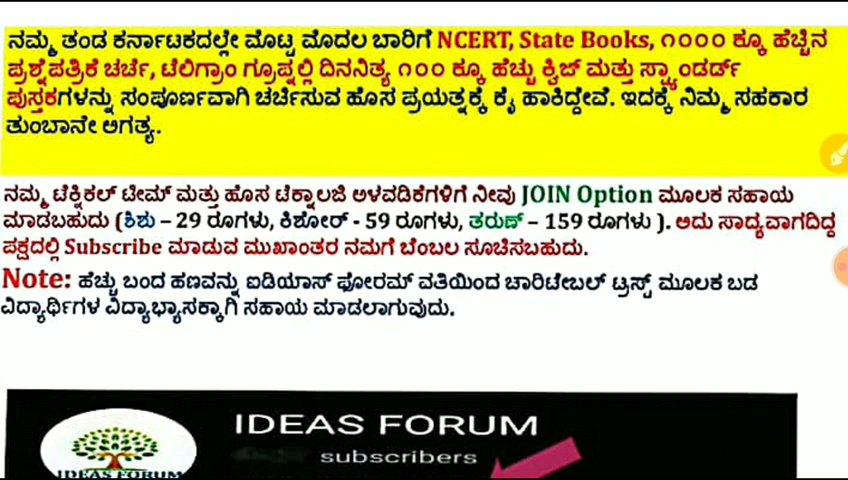 ನಮ್ಮ ತಂಡ ಕರ್ನಾಟಕದಲ್ಲೇ ಮೊಟ್ಟ ಮೊದಲ ಬಾರಿಗೆ NCERT, State Books, ೧೦೦೦ ಕ್ಕೂ ಹೆಚ್ಚಿನ
ಪ್ರಶ್ನೆಪತ್ರಿಕೆ ಚರ್ಚೆ, ಟೆಲಿಗ್ರಾಂ ಗ್ರೂಪ್ನಲ್ಲಿ ದಿನನಿತ್ಯ ೧೦೦ ಕ್ಕೂ ಹೆಚ್ಚು ಕ್ವಿಜ್ ಮತ್ತು ಸ್ಟ್ಯಾಂಡರ್ಡ್
ಪುಸ್ತಕಗಳನ್ನು ಸಂಪೂರ್ಣವಾಗಿ ಚರ್ಚಿಸುವ ಹೊಸ ಪ್ರಯತ್ನಕ್ಕೆ ಕೈ ಹಾಕಿದ್ದೇವೆ. ಇದಕ್ಕೆ ನಿಮ್ಮ ಸಹಕಾರ
ತುಂಬಾನೇ ಅಗತ್ಯ.
ನಮ್ಮ ಟೆಕ್ನಿಕಲ್ ಟೀಮ್ ಮತ್ತು ಹೊಸ ಟೆಕ್ನಾಲಜಿ ಅಳವಡಿಕೆಗಳಿಗೆ ನೀವು JOIN Option ಮೂಲಕ ಸಹಾಯ
ಮಾಡಬಹುದು (ಶಿಶು – 29 ರೂಗಳು, ಕಿಶೋರ್ - 59 ರೂಗಳು, ತರುಣ್ – 159 ರೂಗಳು ). ಅದು ಸಾದ್ಯವಾಗದಿದ್ದ
ಪಕ್ಷದಲ್ಲಿ Subscribe ಮಾಡುವ ಮುಖಾಂತರ ನಮಗೆ ಬೆಂಬಲ ಸೂಚಿಸಬಹುದು.
Note: ಹೆಚ್ಚು ಬಂದ ಹಣವನ್ನು ಐಡಿಯಾಸ್ ಫೋರಮ್ ವತಿಯಿಂದ ಚಾರಿಟೇಬಲ್ ಟ್ರಸ್ಟ್ ಮೂಲಕ ಬಡ
ವಿದ್ಯಾರ್ಥಿಗಳ ವಿದ್ಯಾಭ್ಯಾಸಕ್ಕಾಗಿ ಸಹಾಯ ಮಾಡಲಾಗುವುದು.
IDEAS FORUM
subscribers
IDEAS FORUM